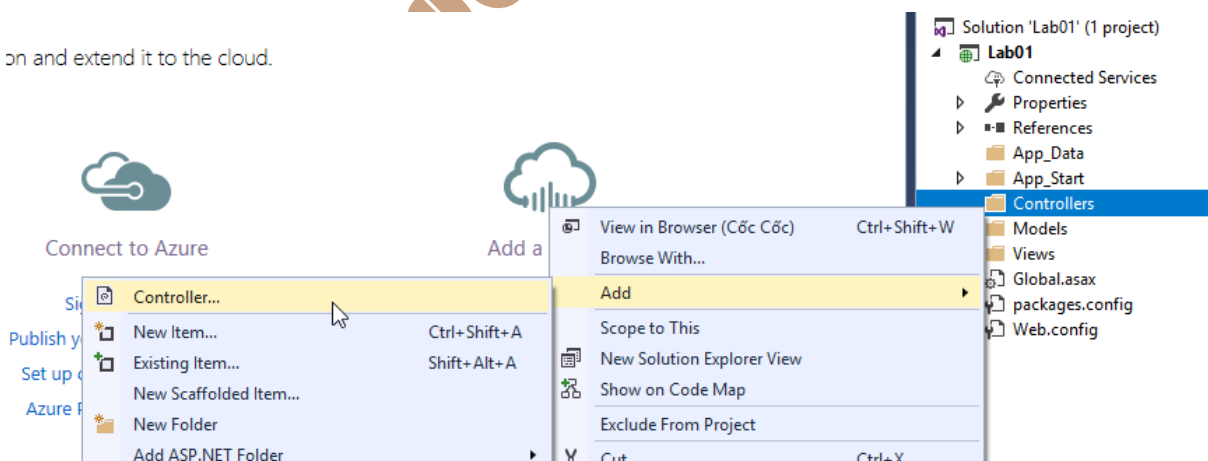 on and extend it to the cloud.
Connect to Azure
Add a
Publish y
Set up
Azure
Controller...
New Item... Ctrl+Shift+A
Existing Item... Shift+Alt+A
New Scaffolded Item...
New Folder
Add ASP.NET Folder
View in Browser (Cốc Cốc) Ctrl+Shift+W
Browse With...
Add
Scope to This
New Solution Explorer View
Show on Code Map
Exclude From Project
Cut Ctrl+X
Solution 'Lab01' (1 project)
Lab01
Connected Services
Properties
References
App_Data
App_Start
Controllers
Models
Views
Global.asax
packages.config
Web.config